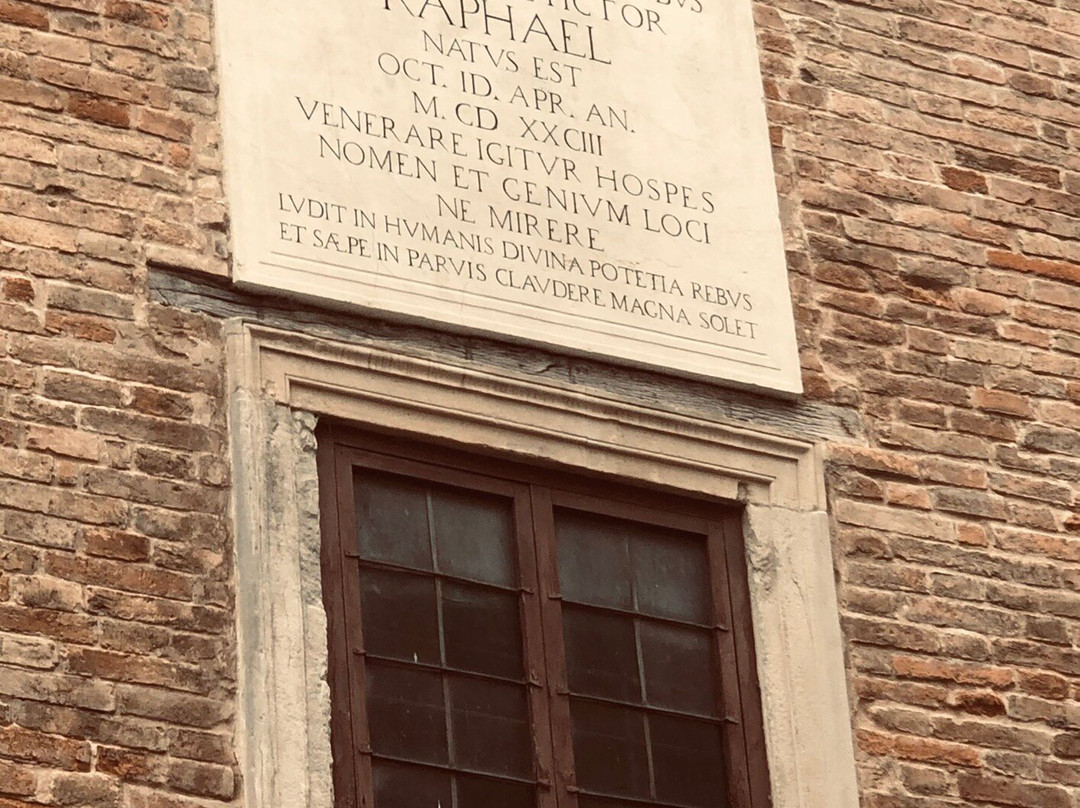 PICTOR
RAPHAEL
NATVS EST
OCT. ID. APR. AN.
M. CD XXCIII
VENERARE IGITVR HOSPES
NOMEN ET GENIVM LOCI
NE MIRERE
LVDIT IN HVMANIS DIVINA POTETIA REBVS
ET SÆPE IN PARVIS CLAVDERE MAGNA SOLET